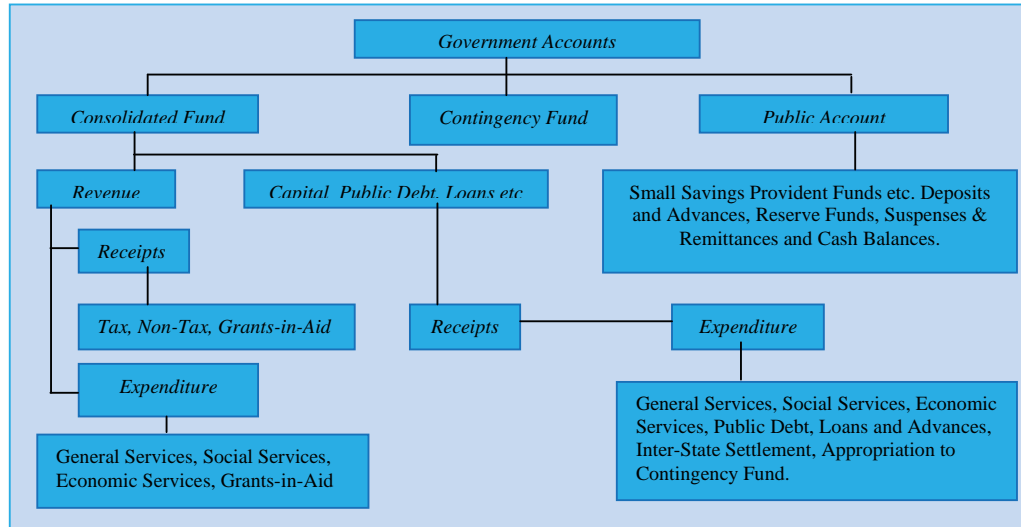 Government Accounts
Consolidated Fund
Contingency Fund
Public Account
Revenue
Capital, Public Debt, Loans etc
Small Savings Provident Funds etc. Deposits
and Advances, Reserve Funds, Suspenses &
Remittances and Cash Balances.
Receipts
Tax, Non-Tax, Grants-in-Aid
Receipts
Expenditure
Expenditure
General Services, Social Services,
Economic Services, Grants-in-Aid
General Services, Social Services, Economic
Services, Public Debt, Loans and Advances,
Inter-State Settlement, Appropriation to
Contingency Fund.